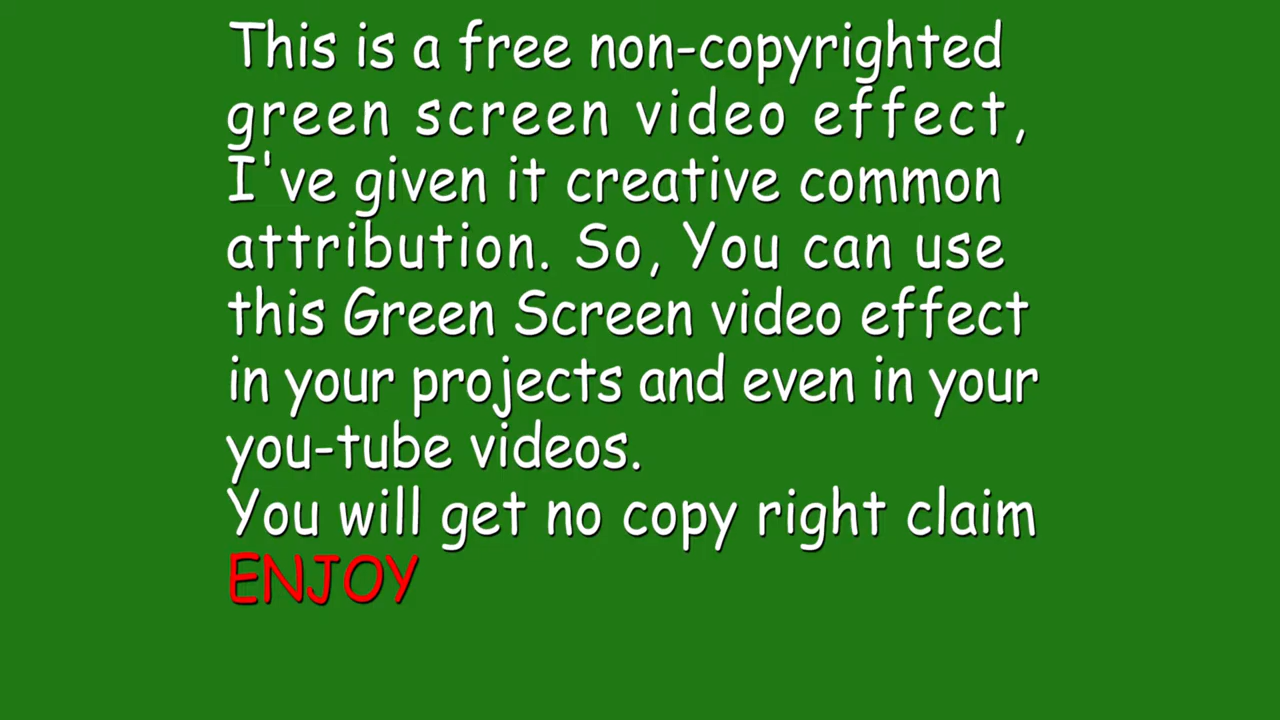 This is a free non-copyrighted
green screen video effect,
I've given it creative common
attribution. So, You can use
this Green Screen video effect
in your projects and even in your
you-tube videos.
You will get no copy right claim
ENJOY